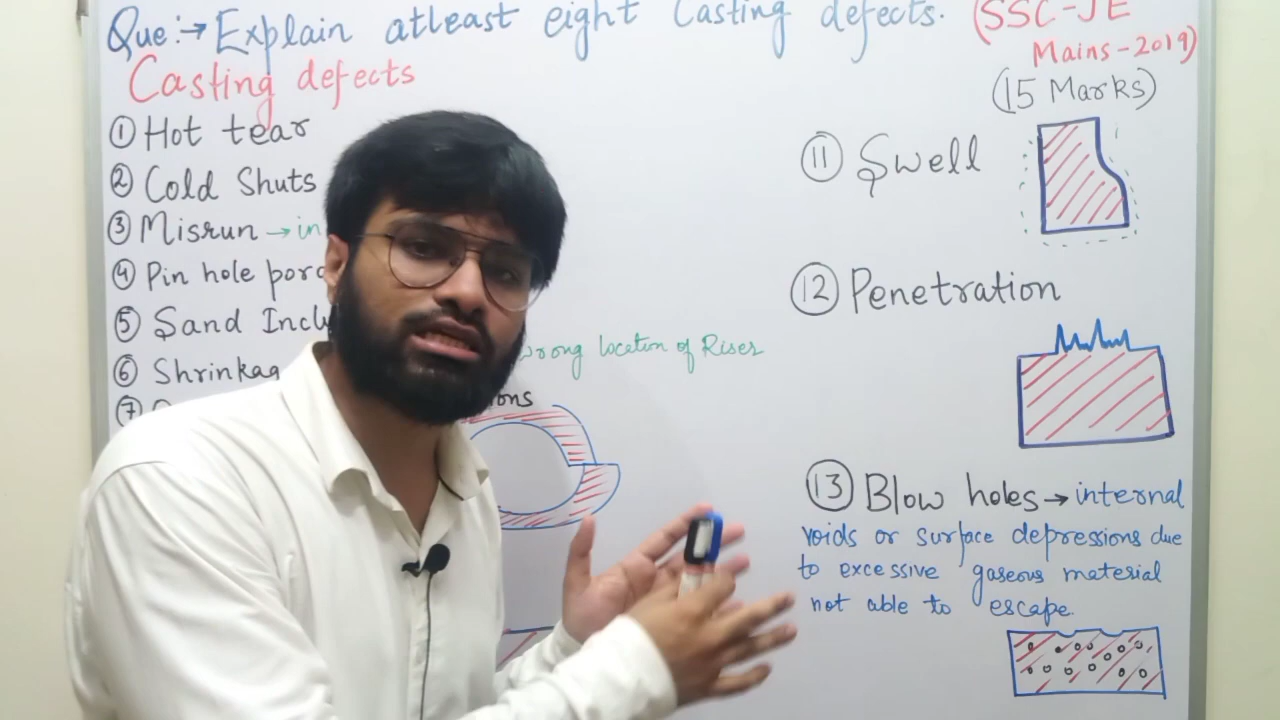 Que:→ Explain atleast eight Casting defects. (SSC-JE
Mains-2019)
(15 Marks)
Casting defects
① Hot tear
② Cold Shuts
③ Misrun → in
④ Pin hole poro
⑤ Sand Inclu
⑥ Shrinkag
⑦
wrong location of Riser
ons
⑪ Swell
⑫ Penetration
⑬ Blow holes → internal
voids or surface depressions due
to excessive gaseous material
not able to escape.